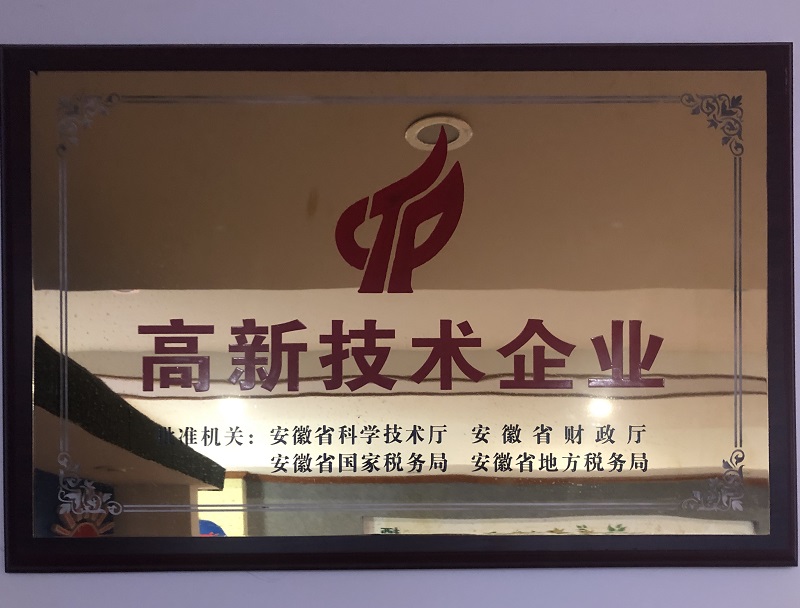 高新技术企业
批准机关：安徽省科学技术厅 安徽省财政厅
安徽省国家税务局 安徽省地方税务局